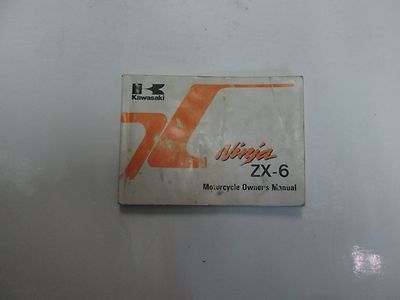 Kawasaki
Ninja
ZX-6
Motorcycle Owner's Manual